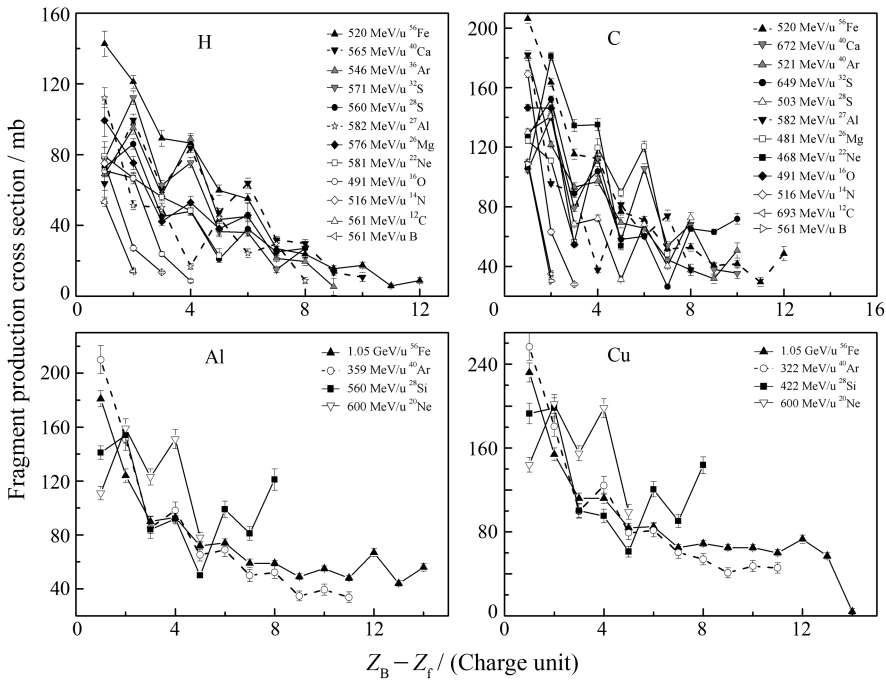 Fragment production cross section / mb
H
160
120
80
40
0
0 2 4 6 8 10 12
520 MeV/u ⁵⁶Fe
565 MeV/u ⁴⁰Ca
546 MeV/u ³⁶Ar
571 MeV/u ³²S
560 MeV/u ²⁸S
582 MeV/u ²⁷Al
576 MeV/u ²⁶Mg
581 MeV/u ²²Ne
491 MeV/u ¹⁶O
516 MeV/u ¹⁴N
561 MeV/u ¹²C
561 MeV/u B
C
200
160
120
80
40
0 4 8 12 16
520 MeV/u ⁵⁶Fe
672 MeV/u ⁴⁰Ca
521 MeV/u ⁴⁰Ar
649 MeV/u ³²S
503 MeV/u ²⁸S
582 MeV/u ²⁷Al
481 MeV/u ²⁶Mg
468 MeV/u ²²Ne
491 MeV/u ¹⁶O
516 MeV/u ¹⁴N
693 MeV/u ¹²C
561 MeV/u B
Al
200
160
120
80
40
0 4 8 12
1.05 GeV/u ⁵⁶Fe
359 MeV/u ⁴⁰Ar
560 MeV/u ²⁸Si
600 MeV/u ²⁰Ne
Cu
240
160
80
0
0 4 8 12
1.05 GeV/u ⁵⁶Fe
322 MeV/u ⁴⁰Ar
422 MeV/u ²⁸Si
600 MeV/u ²⁰Ne
Z_B − Z_f / (Charge unit)